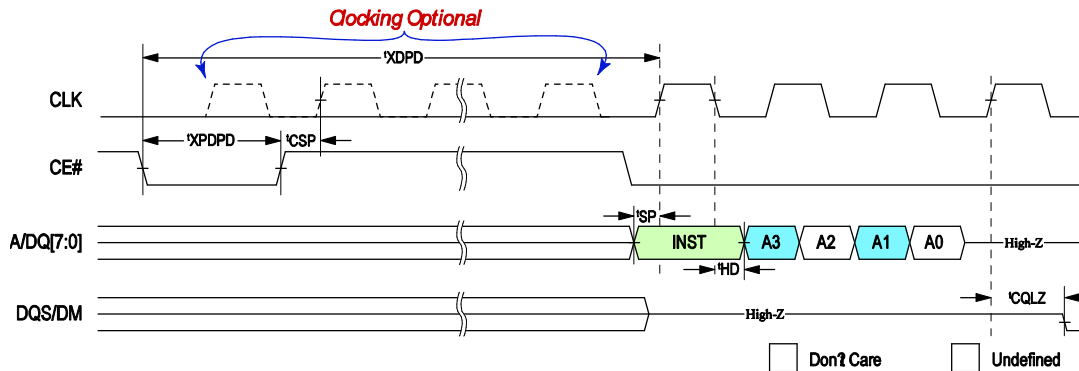 Clocking Optional
tXDPD
CLK
tXPDPD
tCSP
CE#
tSP
A/DQ[7:0]
INST
A3
A2
A1
A0
High-Z
tHD
DQS/DM
High-Z
tCQLZ
Don't Care
Undefined